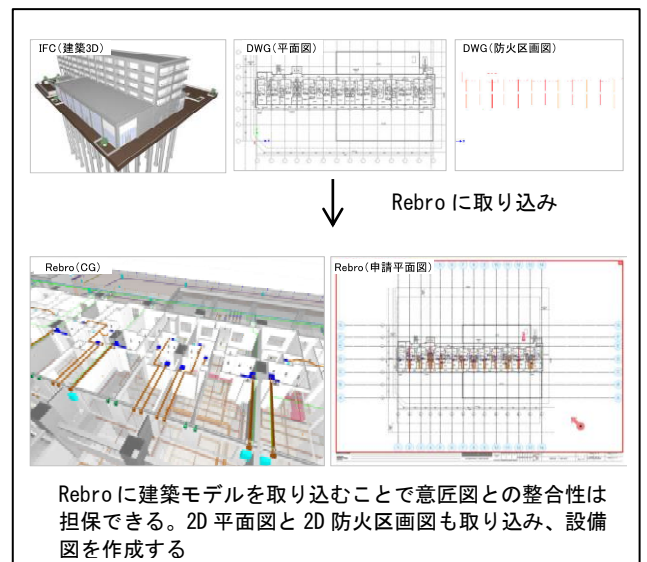 IFC(建築3D)
DWG(平面図)
DWG(防火区画図)
Rebroに取り込み
Rebro(CG)
Rebro(申請平面図)
Rebroに建築モデルを取り込むことで意匠図との整合性は
担保できる。2D平面図と2D防火区画図も取り込み、設備
図を作成する